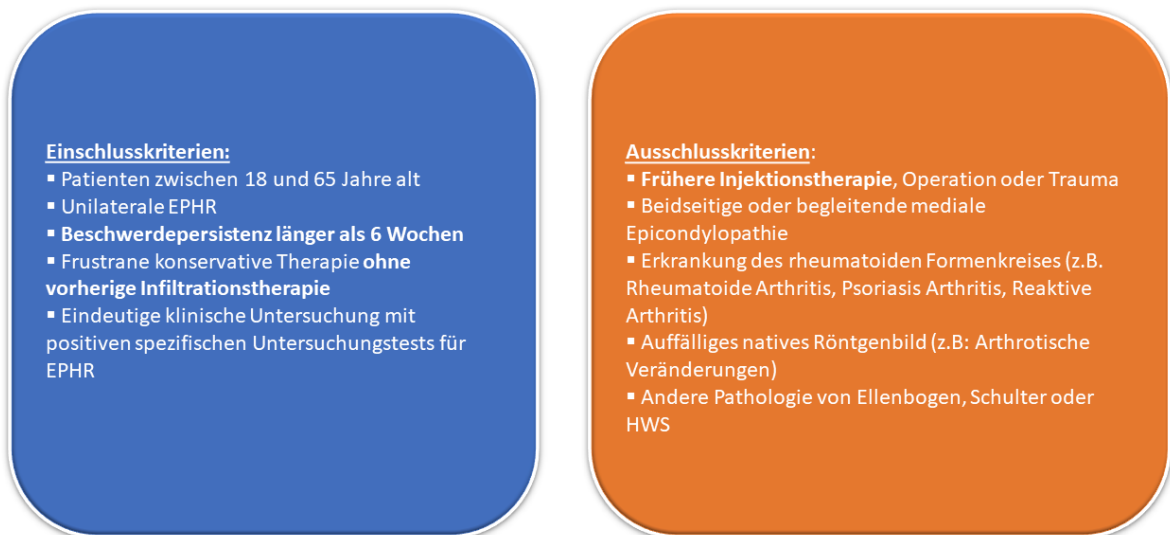 Einschlusskriterien:
▪ Patienten zwischen 18 und 65 Jahre alt
▪ Unilaterale EPHR
▪ Beschwerdepersistenz länger als 6 Wochen
▪ Frustrane konservative Therapie ohne
vorherige Infiltrationstherapie
▪ Eindeutige klinische Untersuchung mit
positiven spezifischen Untersuchungstests für
EPHR
Ausschlusskriterien:
▪ Frühere Injektionstherapie, Operation oder Trauma
▪ Beidseitige oder begleitende mediale
Epicondylopathie
▪ Erkrankung des rheumatoiden Formenkreises (z.B.
Rheumatoide Arthritis, Psoriasis Arthritis, Reaktive
Arthritis)
▪ Auffälliges natives Röntgenbild (z.B: Arthrotische
Veränderungen)
▪ Andere Pathologie von Ellenbogen, Schulter oder
HWS